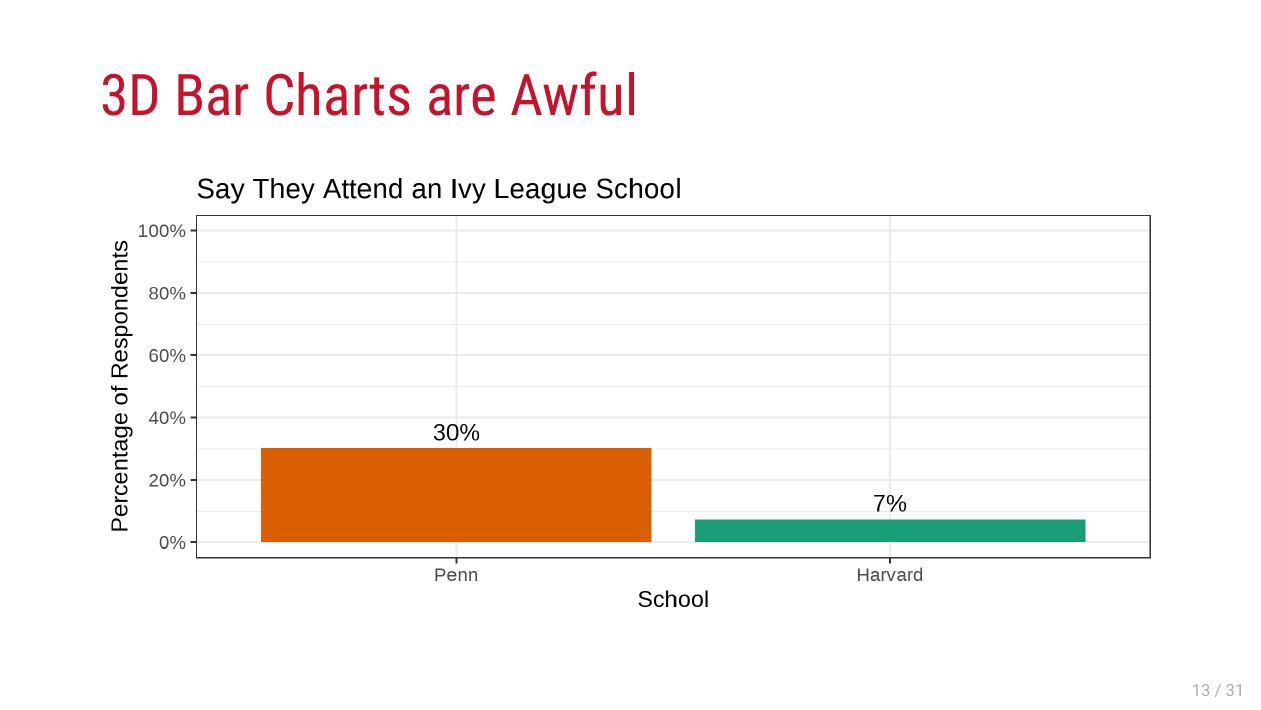 3D Bar Charts are Awful
Say They Attend an Ivy League School
Percentage of Respondents
100%
80%
60%
40%
20%
0%
30%
7%
Penn
Harvard
School
13 / 31